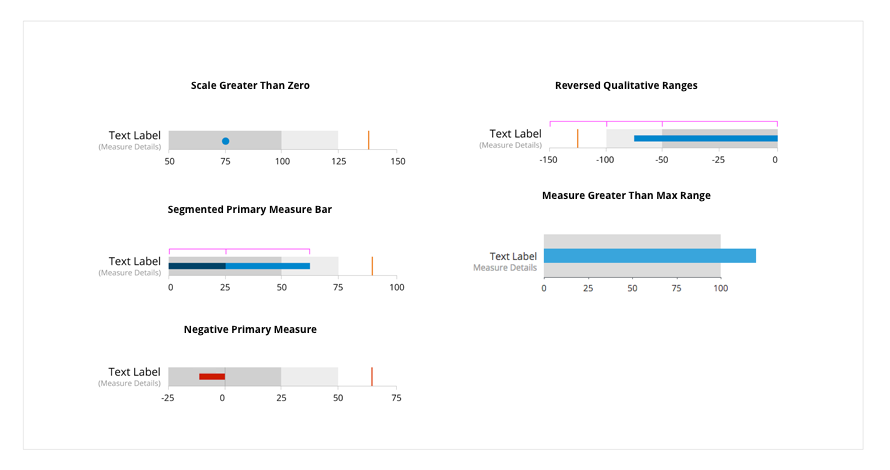 Scale Greater Than Zero
Text Label
(Measure Details)
50 75 100 125 150
Segmented Primary Measure Bar
Text Label
(Measure Details)
0 25 50 75 100
Negative Primary Measure
Text Label
(Measure Details)
-25 0 25 50 75
Reversed Qualitative Ranges
Text Label
(Measure Details)
-150 -100 -50 -25 0
Measure Greater Than Max Range
Text Label
Measure Details
0 25 50 75 100